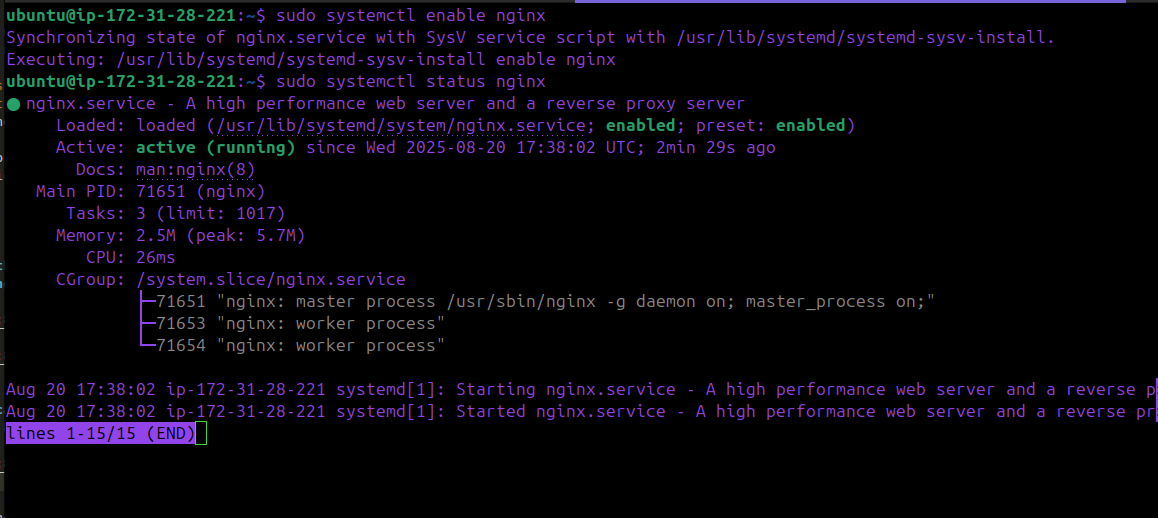 ubuntu@ip-172-31-28-221:~$ sudo systemctl enable nginx
Synchronizing state of nginx.service with SysV service script with /usr/lib/systemd/systemd-sysv-install.
Executing: /usr/lib/systemd/systemd-sysv-install enable nginx
ubuntu@ip-172-31-28-221:~$ sudo systemctl status nginx
● nginx.service - A high performance web server and a reverse proxy server
Loaded: loaded (/usr/lib/systemd/system/nginx.service; enabled; preset: enabled)
Active: active (running) since Wed 2025-08-20 17:38:02 UTC; 2min 29s ago
Docs: man:nginx(8)
Main PID: 71651 (nginx)
Tasks: 3 (limit: 1017)
Memory: 2.5M (peak: 5.7M)
CPU: 26ms
CGroup: /system.slice/nginx.service
├─71651 "nginx: master process /usr/sbin/nginx -g daemon on; master_process on;"
├─71653 "nginx: worker process"
└─71654 "nginx: worker process"
Aug 20 17:38:02 ip-172-31-28-221 systemd[1]: Starting nginx.service - A high performance web server and a reverse p
Aug 20 17:38:02 ip-172-31-28-221 systemd[1]: Started nginx.service - A high performance web server and a reverse pr
lines 1-15/15 (END)